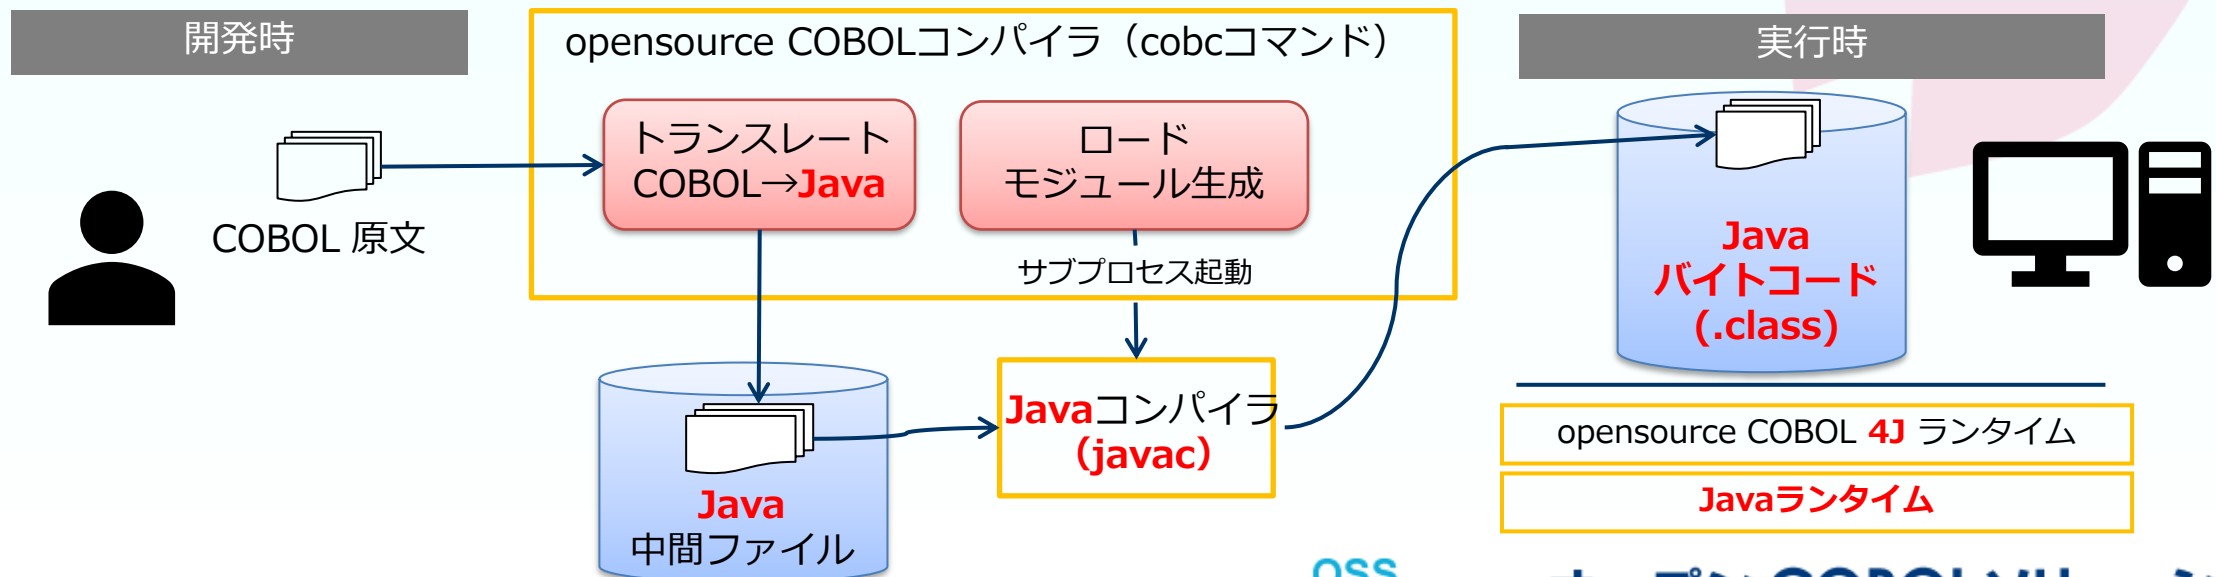 開発時
opensource COBOLコンパイラ（cobcコマンド）
実行時
トランスレート
COBOL→Java
ロード
モジュール生成
COBOL 原文
サブプロセス起動
Java
バイトコード
(.class)
Javaコンパイラ
（javac）
Java
中間ファイル
opensource COBOL 4J ランタイム
Javaランタイム
OSS